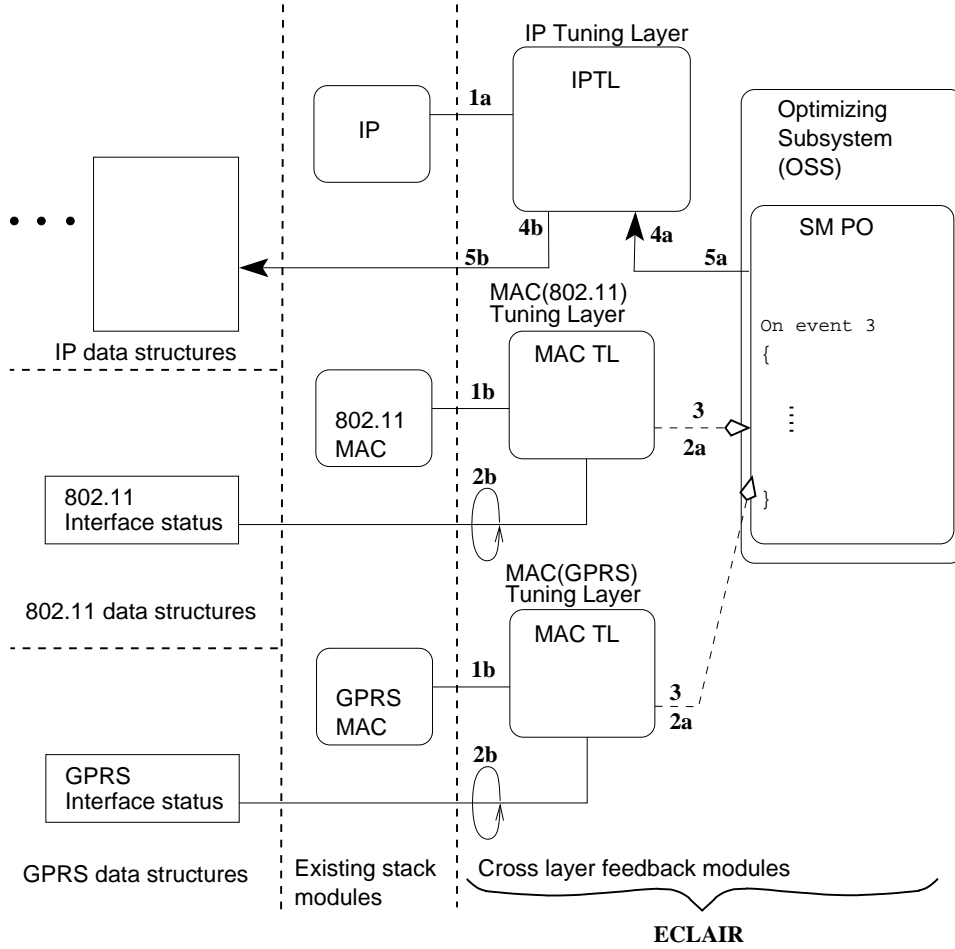 IP Tuning Layer
IPTL
1a
IP
Optimizing
Subsystem
(OSS)
SM PO
4b
4a
5b
5a
IP data structures
MAC(802.11)
Tuning Layer
MAC TL
On event 3
{
}
1b
802.11
MAC
3
2a
2b
802.11
Interface status
802.11 data structures
MAC(GPRS)
Tuning Layer
MAC TL
1b
GPRS
MAC
3
2a
2b
GPRS
Interface status
GPRS data structures
Existing stack
modules
Cross layer feedback modules
ECLAIR